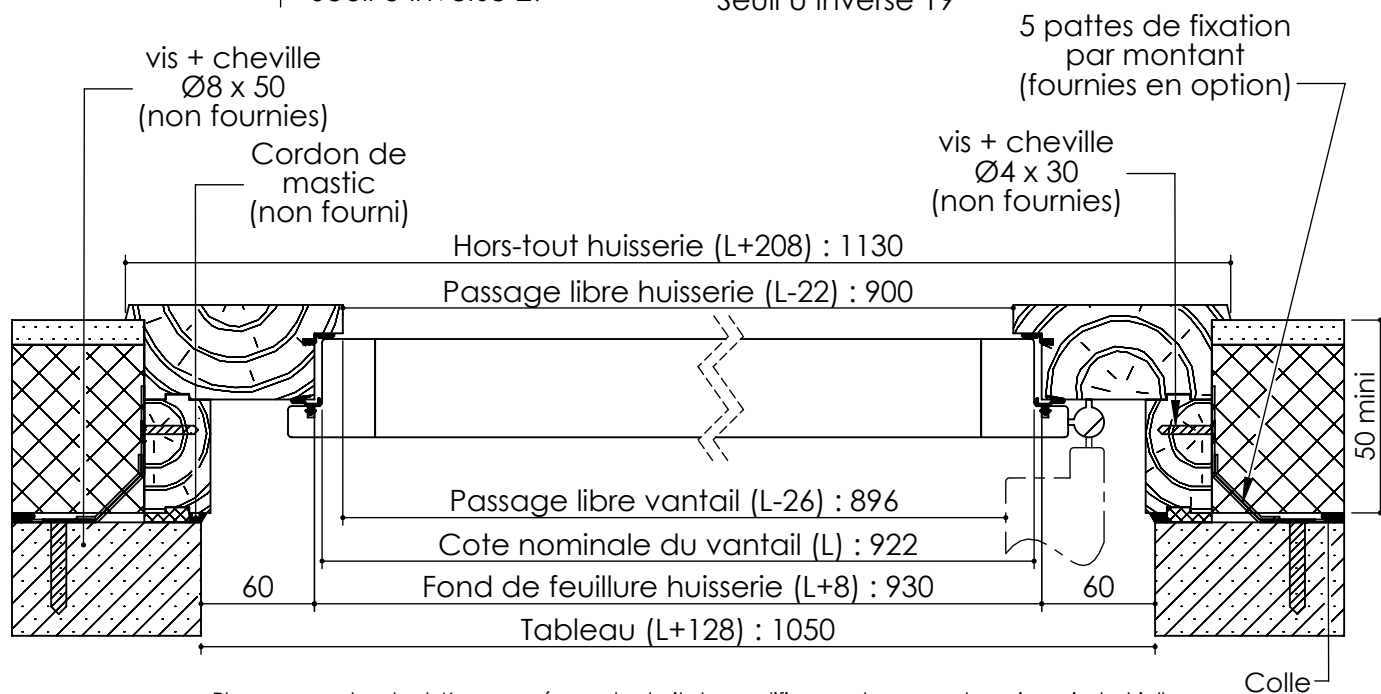 Seuil U inverse 19
5 pattes de fixation
par montant
(fournies en option)
vis + cheville
Ø8 x 50
(non fournies)
Cordon de
mastic
(non fourni)
vis + cheville
Ø4 x 30
(non fournies)
Hors-tout huisserie (L+208) : 1130
Passage libre huisserie (L-22) : 900
50 mini
Passage libre vantail (L-26) : 896
Cote nominale du vantail (L) : 922
60
Fond de feuillure huisserie (L+8) : 930
60
Tableau (L+128) : 1050
Colle